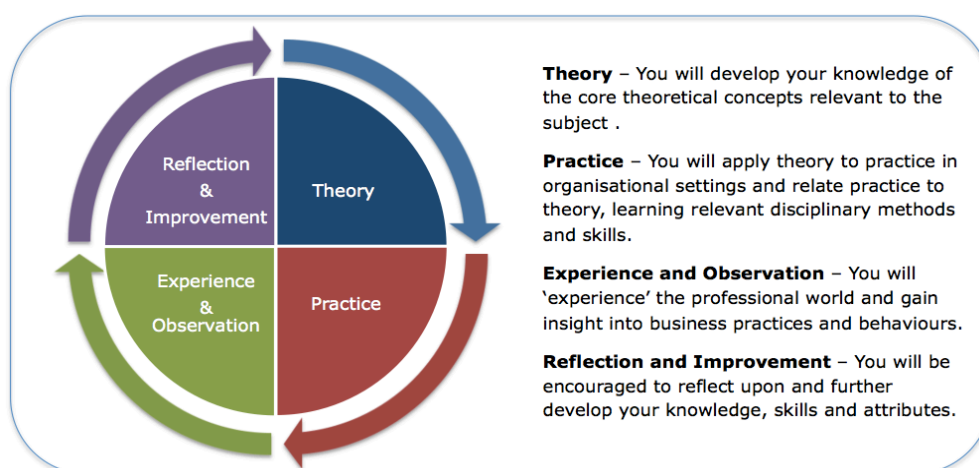 Reflection
&
Improvement
Theory
Experience
&
Observation
Practice
Theory – You will develop your knowledge of
the core theoretical concepts relevant to the
subject .
Practice – You will apply theory to practice in
organisational settings and relate practice to
theory, learning relevant disciplinary methods
and skills.
Experience and Observation – You will
‘experience’ the professional world and gain
insight into business practices and behaviours.
Reflection and Improvement – You will be
encouraged to reflect upon and further
develop your knowledge, skills and attributes.